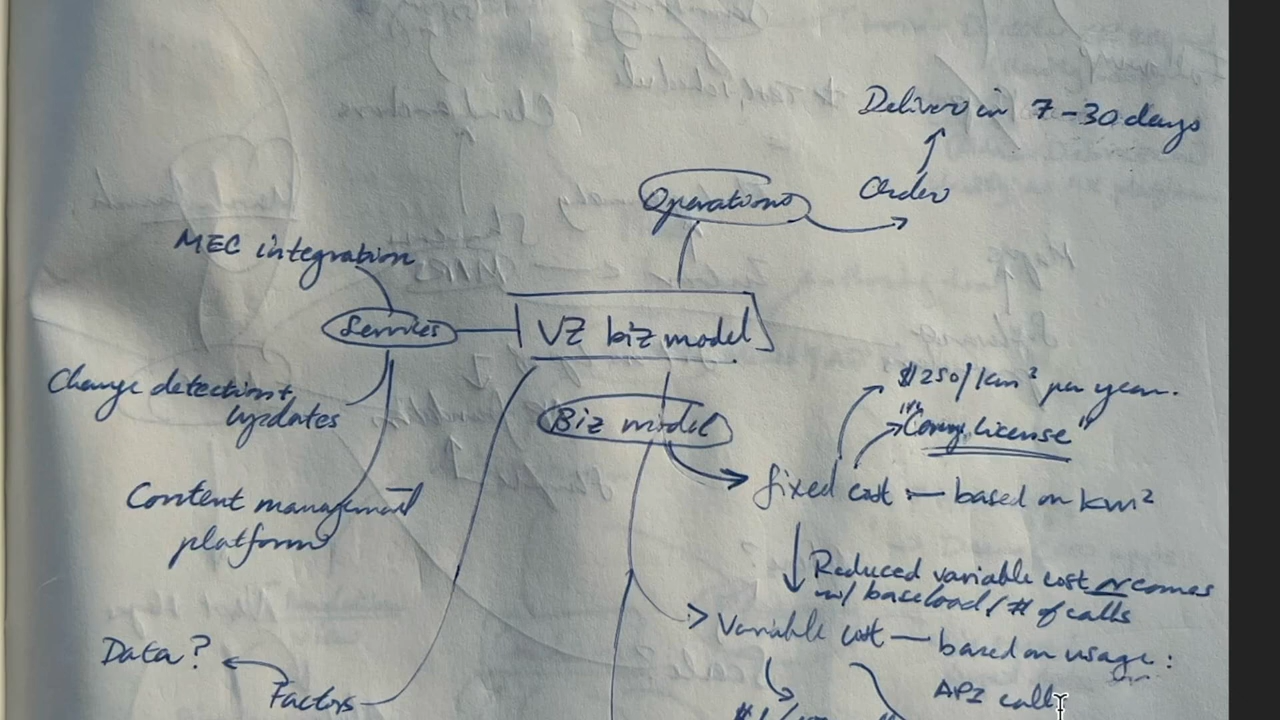 Deliver in 7-30 days
Order
Operations
MEC integration
Services
VZ biz model
Change detection +
updates
Biz model
$250/km² per year.
License"
Content management
platform
fixed cost — based on km²
Reduced variable cost or comes
w/ baseload / # of calls
Variable cost — based on usage:
API calls
Data?
Factors